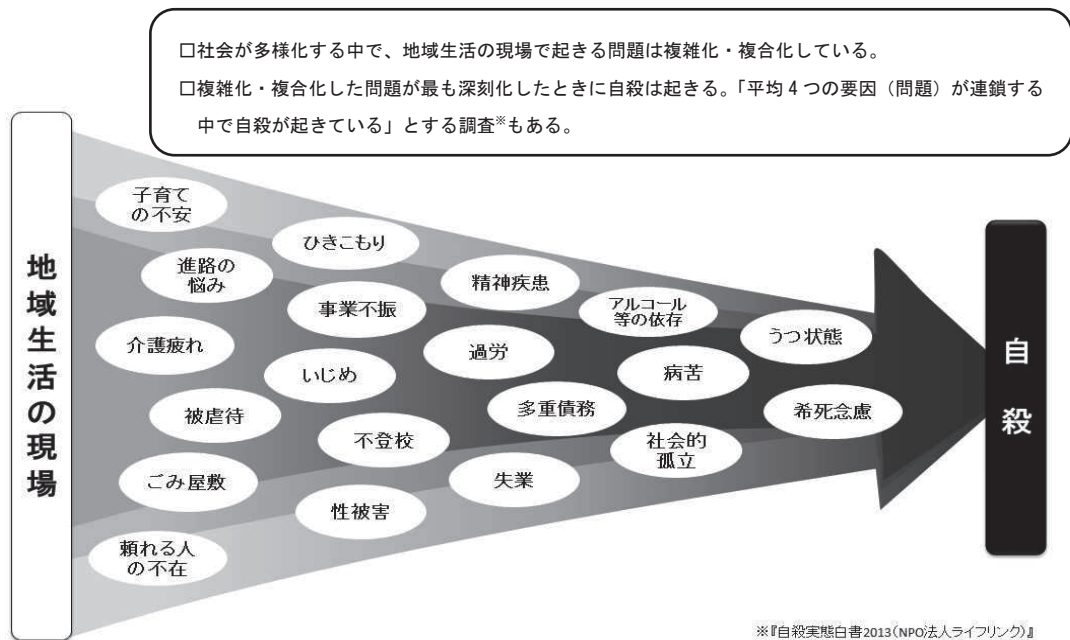 □社会が多様化する中で、地域生活の現場で起きる問題は複雑化・複合化している。
□複雑化・複合化した問題が最も深刻化したときに自殺は起きる。「平均4つの要因（問題）が連鎖する
中で自殺が起きている」とする調査※もある。
地域生活の現場
子育て
の不安
進路の
悩み
介護疲れ
被虐待
ごみ屋敷
頼れる人
の不在
ひきこもり
事業不振
いじめ
不登校
性被害
精神疾患
過労
多重債務
失業
アルコール
等の依存
病苦
社会的
孤立
うつ状態
希死念慮
自殺
※『自殺実態白書2013（NPO法人ライフリンク）』